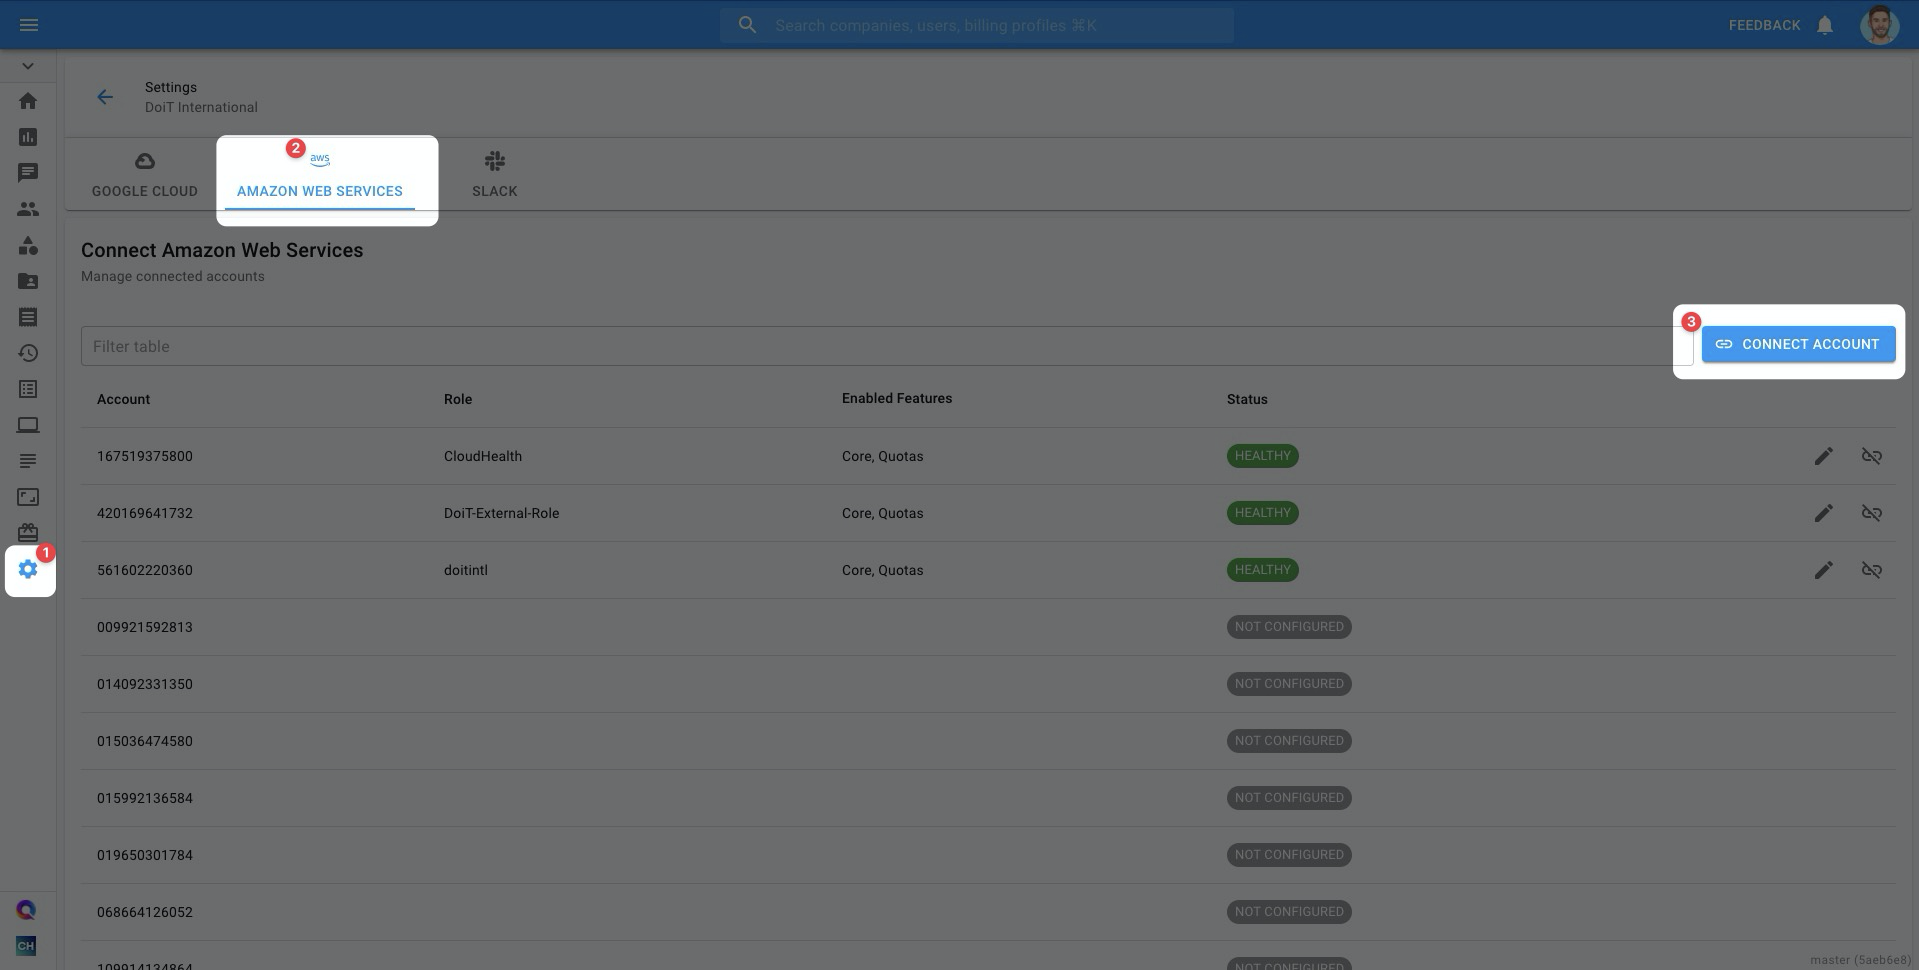 Search companies, users, billing profiles ⌘K
FEEDBACK
Settings
DoiT International
2
aws
GOOGLE CLOUD
AMAZON WEB SERVICES
SLACK
Connect Amazon Web Services
Manage connected accounts
3
Filter table
CONNECT ACCOUNT
Account Role Enabled Features Status
167519375800 CloudHealth Core, Quotas HEALTHY
420169641732 DoiT-External-Role Core, Quotas HEALTHY
1
561602220360 doitintl Core, Quotas HEALTHY
009921592813 NOT CONFIGURED
014092331350 NOT CONFIGURED
015036474580 NOT CONFIGURED
015992136584 NOT CONFIGURED
019650301784 NOT CONFIGURED
068664126052 NOT CONFIGURED
CH
109914134864 NOT CONFIGURED
master (5aeb6e8)